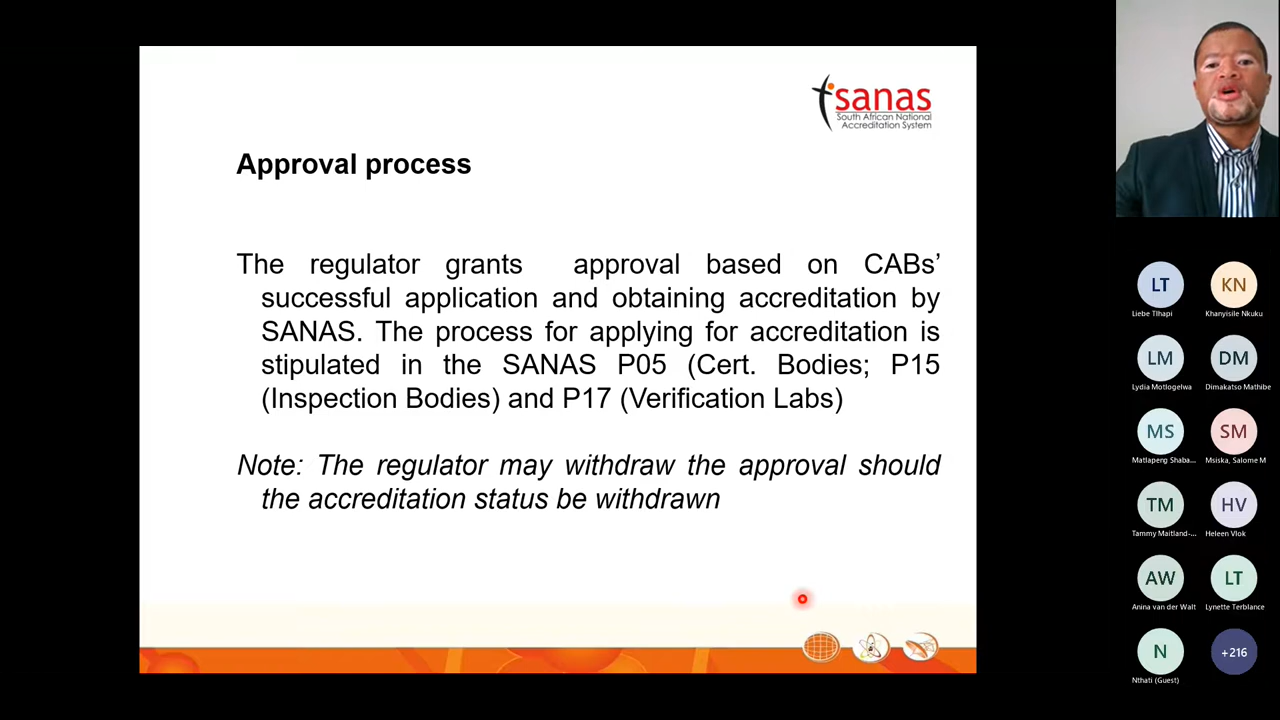 sanas
South African National
Accreditation System
Approval process
The regulator grants approval based on CABs’
successful application and obtaining accreditation by
SANAS. The process for applying for accreditation is
stipulated in the SANAS P05 (Cert. Bodies; P15
(Inspection Bodies) and P17 (Verification Labs)
Note: The regulator may withdraw the approval should
the accreditation status be withdrawn
LT
KN
Liebe Tlhapi
Khanyisile Nkuku
LM
DM
Lydia Motlogelwa
Dimakatso Mathibe
MS
SM
Matlapeng Shaba...
Msiska, Salome M
TM
HV
Tammy Maitland-...
Heleen Vlok
AW
LT
Anina van der Walt
Lynette Terblance
N
+216
Nthati (Guest)